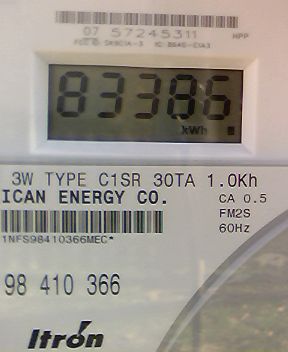 07 57245311 HPP
83386
kWh
3W TYPE C1SR 30TA 1.0Kh
ICAN ENERGY CO. CA 0.5
FM2S
60Hz
1NFS98410366MEC*
98 410 366
Itron